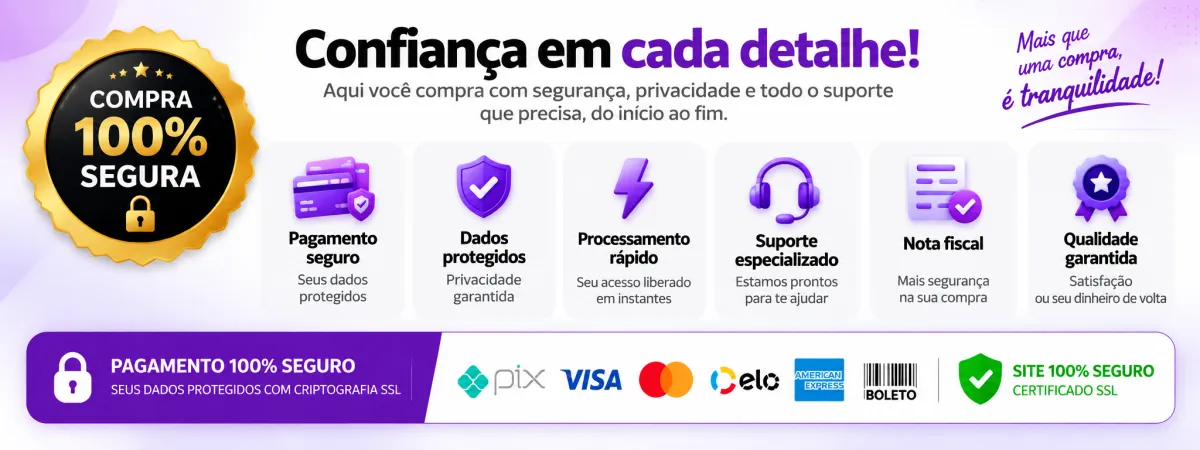 COMPRA
100%
SEGURA
Confiança em cada detalhe!
Aqui você compra com segurança, privacidade e todo o suporte
que precisa, do início ao fim.
Mais que
uma compra,
é tranquilidade!
Pagamento
seguro
Seus dados
protegidos
Dados
protegidos
Privacidade
garantida
Processamento
rápido
Seu acesso liberado
em instantes
Suporte
especializado
Estamos prontos
para te ajudar
Nota fiscal
Mais segurança
na sua compra
Qualidade
garantida
Satisfação
ou seu dinheiro de volta
PAGAMENTO 100% SEGURO
SEUS DADOS PROTEGIDOS COM CRIPTOGRAFIA SSL
pix
VISA
elo
AMERICAN
EXPRESS
BOLETO
SITE 100% SEGURO
CERTIFICADO SSL